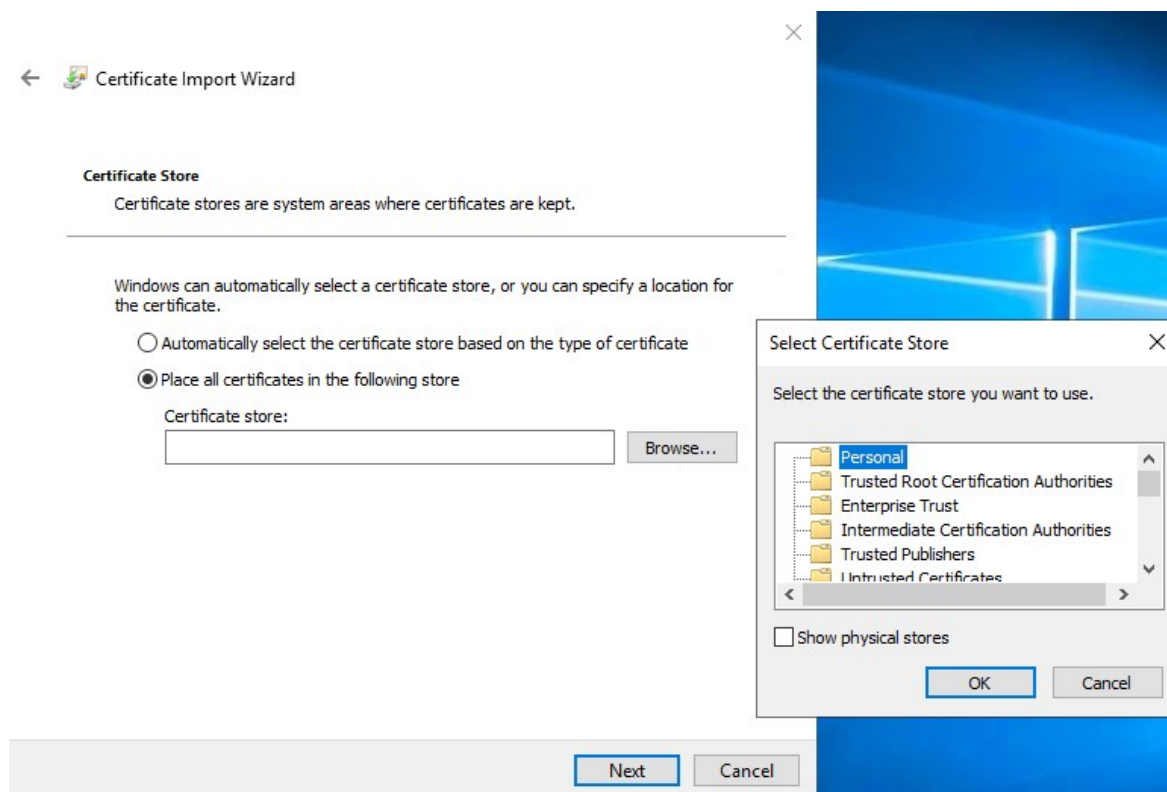 Certificate Import Wizard
Certificate Store
Certificate stores are system areas where certificates are kept.
Windows can automatically select a certificate store, or you can specify a location for
the certificate.
Automatically select the certificate store based on the type of certificate
Place all certificates in the following store
Certificate store:
Browse...
Next
Cancel
Select Certificate Store
Select the certificate store you want to use.
Personal
Trusted Root Certification Authorities
Enterprise Trust
Intermediate Certification Authorities
Trusted Publishers
Untrusted Certificates
Show physical stores
OK
Cancel